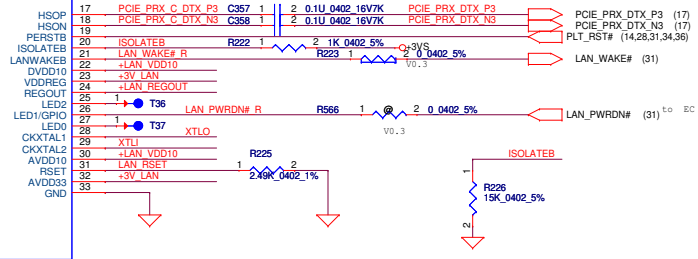 HSOP 17 PCIE_PRX_C_DTX_P3 C357 1 2 0.1U_0402_16V7K PCIE_PRX_DTX_P3 PCIE_PRX_DTX_P3 (17)
HSON 18 PCIE_PRX_C_DTX_N3 C358 1 2 0.1U_0402_16V7K PCIE_PRX_DTX_N3 PCIE_PRX_DTX_N3 (17)
PERSTB 19 PLT_RST# (14,28,31,34,36)
ISOLATEB 20 ISOLATEB R222 1 2 1K_0402_5% +3VS
LANWAKEB 21 LAN_WAKE#_R R223 1 2 0_0402_5% LAN_WAKE# (31)
V0.3
DVDD10 22 +LAN_VDD10
VDDREG 23 +3V_LAN
REGOUT 24 +LAN_REGOUT
LED2 25 1 T36
LED1/GPIO 26 LAN_PWRDN#_R R566 1 @ 2 0_0402_5% LAN_PWRDN# (31) to EC
V0.3
LED0 27 1 T37
CKXTAL1 28 XTLO
CKXTAL2 29 XTLI
AVDD10 30 +LAN_VDD10
RSET 31 LAN_RSET R225 1 2 2.49K_0402_1%
AVDD33 32 +3V_LAN
GND 33
ISOLATEB
1
R226
15K_0402_5%
2